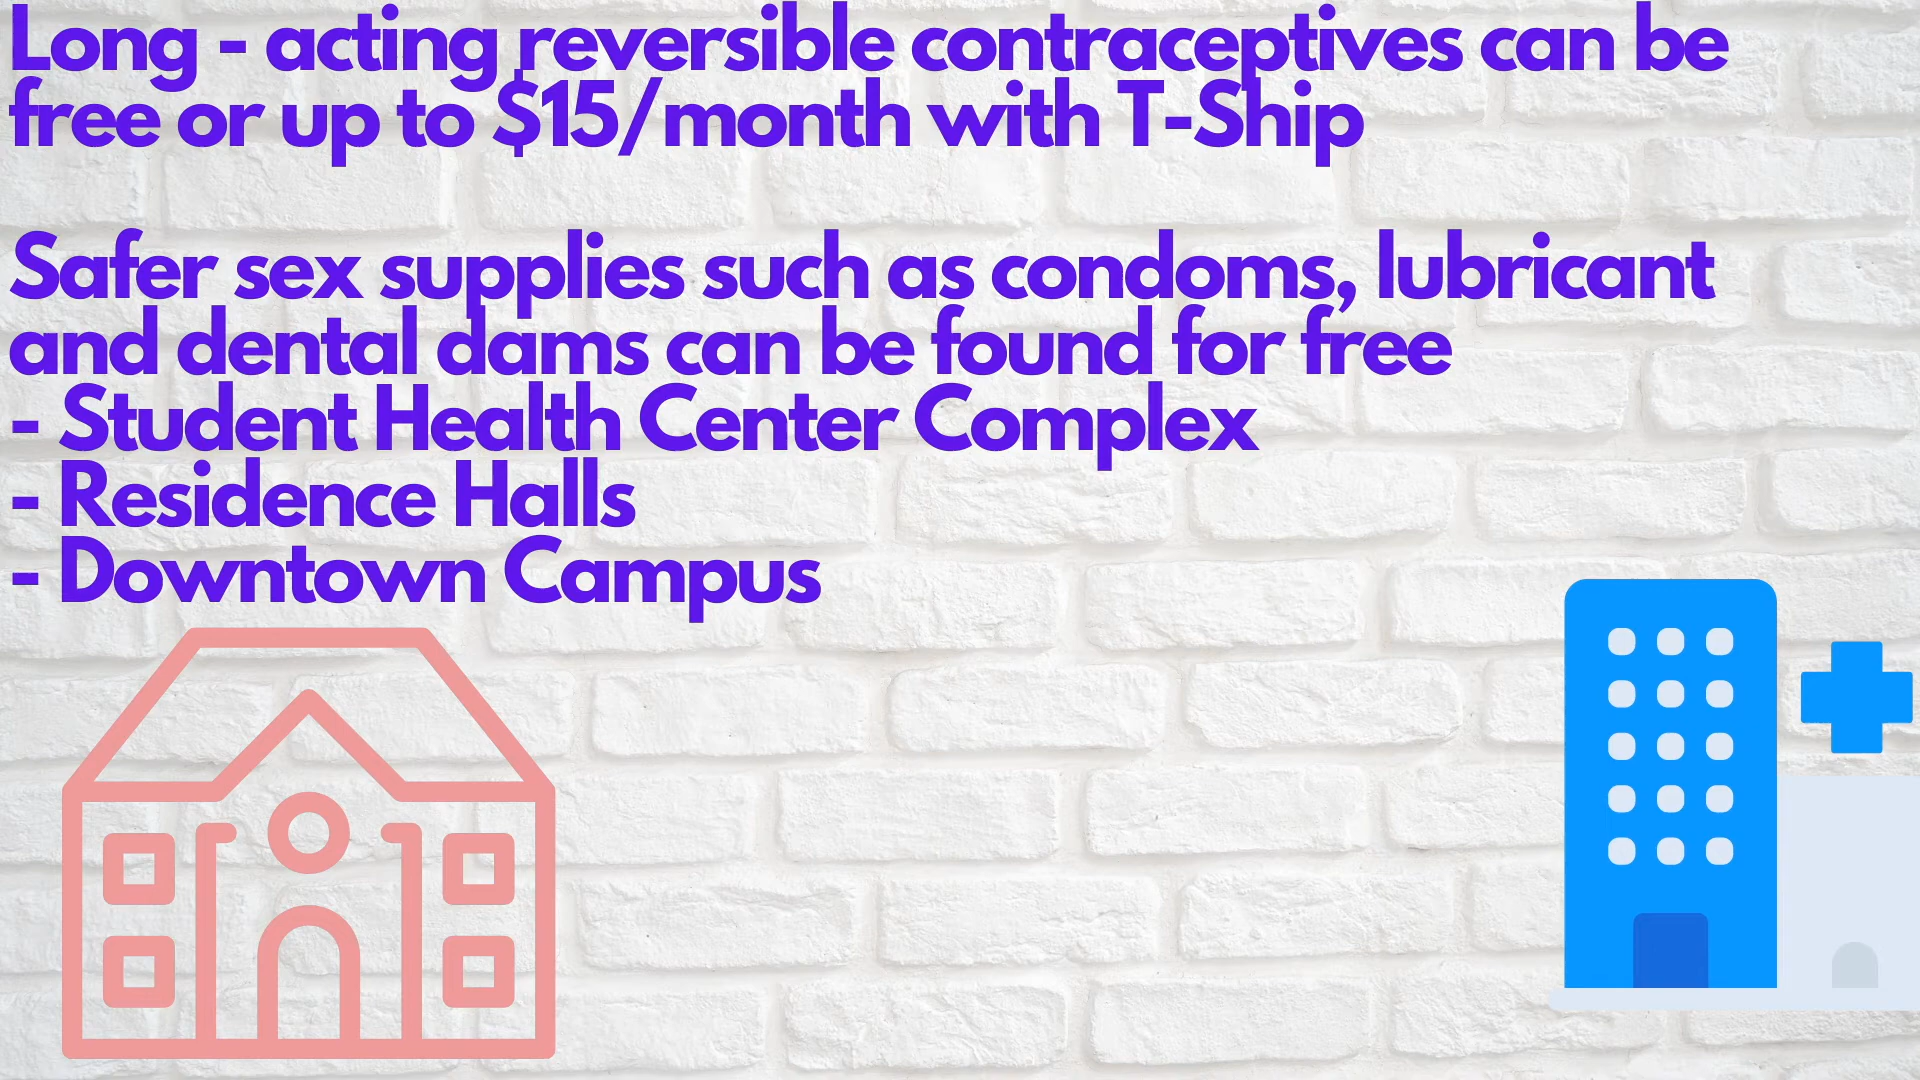 Long - acting reversible contraceptives can be
free or up to $15/month with T-Ship
Safer sex supplies such as condoms, lubricant
and dental dams can be found for free
- Student Health Center Complex
- Residence Halls
- Downtown Campus